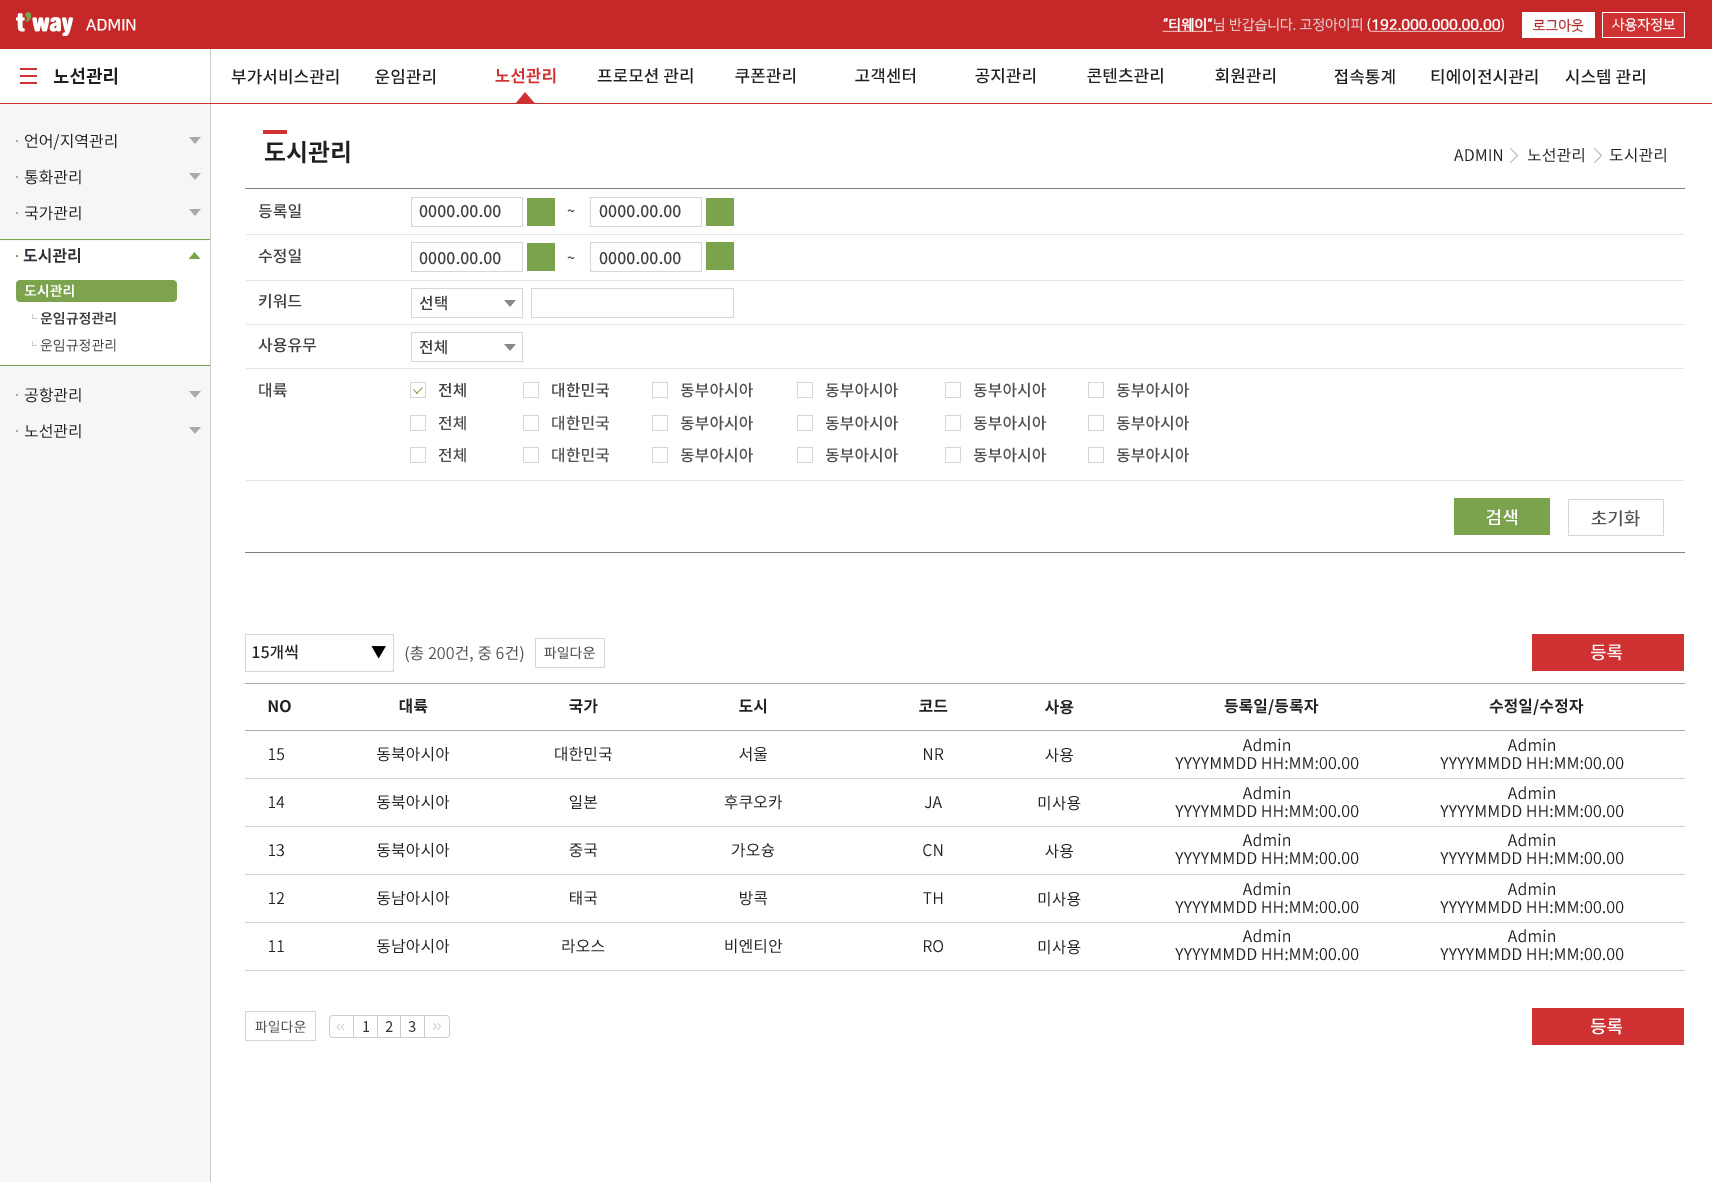 t'way ADMIN
"티웨이"님 반갑습니다. 고정아이피 (192.000.000.00.00)
로그아웃
사용자정보
노선관리
부가서비스관리 운임관리 노선관리 프로모션 관리 쿠폰관리 고객센터 공지관리 콘텐츠관리 회원관리 접속통계 티에이전시관리 시스템 관리
· 언어/지역관리
· 통화관리
· 국가관리
· 도시관리
도시관리
운임규정관리
운임규정관리
· 공항관리
· 노선관리
도시관리
ADMIN > 노선관리 > 도시관리
등록일 0000.00.00 ~ 0000.00.00
수정일 0000.00.00 ~ 0000.00.00
키워드 선택
사용유무 전체
대륙 전체 대한민국 동부아시아 동부아시아 동부아시아 동부아시아
전체 대한민국 동부아시아 동부아시아 동부아시아 동부아시아
전체 대한민국 동부아시아 동부아시아 동부아시아 동부아시아
검색 초기화
15개씩 ▼ (총 200건, 중 6건) 파일다운 등록
NO 대륙 국가 도시 코드 사용 등록일/등록자 수정일/수정자
15 동북아시아 대한민국 서울 NR 사용 Admin Admin
YYYYMMDD HH:MM:00.00 YYYYMMDD HH:MM:00.00
14 동북아시아 일본 후쿠오카 JA 미사용 Admin Admin
YYYYMMDD HH:MM:00.00 YYYYMMDD HH:MM:00.00
13 동북아시아 중국 가오슝 CN 사용 Admin Admin
YYYYMMDD HH:MM:00.00 YYYYMMDD HH:MM:00.00
12 동남아시아 태국 방콕 TH 미사용 Admin Admin
YYYYMMDD HH:MM:00.00 YYYYMMDD HH:MM:00.00
11 동남아시아 라오스 비엔티안 RO 미사용 Admin Admin
YYYYMMDD HH:MM:00.00 YYYYMMDD HH:MM:00.00
파일다운 « 1 2 3 » 등록